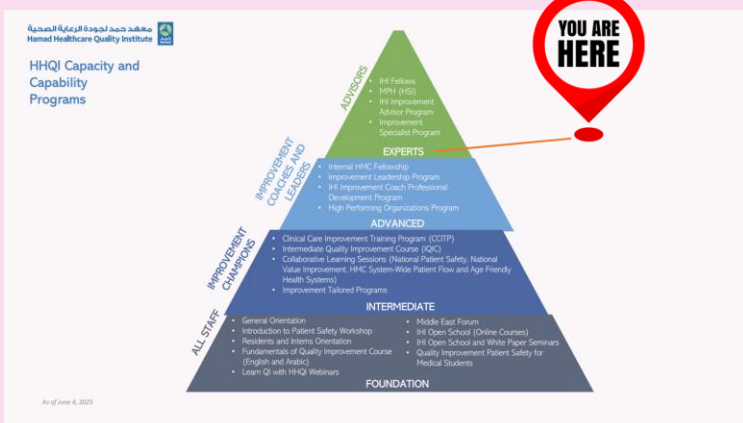 معهد حمد لجودة الرعاية الصحية
Hamad Healthcare Quality Institute
HHQI Capacity and
Capability
Programs
YOU ARE
HERE
ADVISORS
• IHI Fellows
• MPH (HSI)
• IHI Improvement
Advisor Program
• Improvement
Specialist Program
EXPERTS
IMPROVEMENT
COACHES AND
LEADERS
• Internal HMC Fellowship
• Improvement Leadership Program
• IHI Improvement Coach Professional
Development Program
• High Performing Organizations Program
ADVANCED
IMPROVEMENT
CHAMPIONS
• Clinical Care Improvement Training Program (CCITP)
• Intermediate Quality Improvement Course (IQIC)
• Collaborative Learning Sessions (National Patient Safety, National
Value Improvement, HMC System-Wide Patient Flow and Age Friendly
Health Systems)
• Improvement Tailored Programs
INTERMEDIATE
ALL STAFF
• General Orientation
• Introduction to Patient Safety Workshop
• Residents and Interns Orientation
• Fundamentals of Quality Improvement Course
(English and Arabic)
• Learn QI with HHQI Webinars
• Middle East Forum
• IHI Open School (Online Courses)
• IHI Open School and White Paper Seminars
• Quality Improvement Patient Safety for
Medical Students
FOUNDATION
As of June 4, 2025